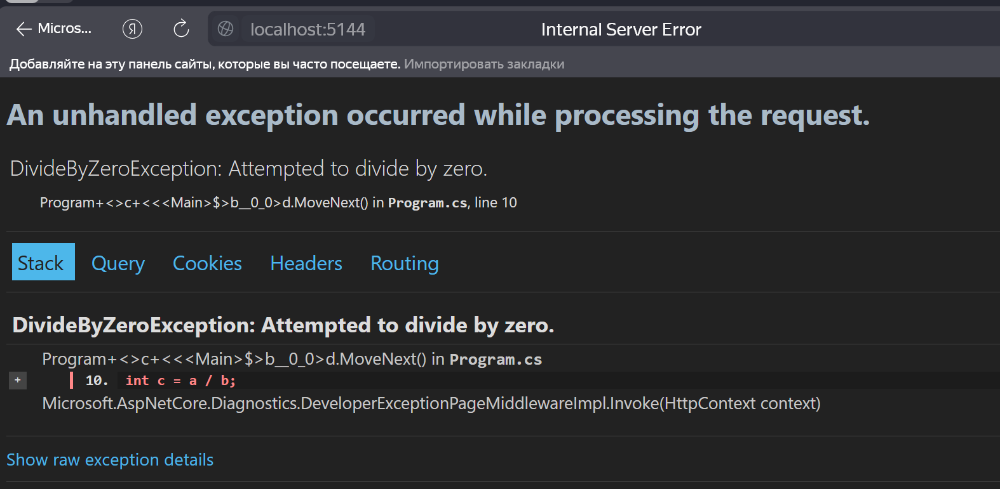 Micros... Я localhost:5144 Internal Server Error
Добавляйте на эту панель сайты, которые вы часто посещаете. Импортировать закладки
An unhandled exception occurred while processing the request.
DivideByZeroException: Attempted to divide by zero.
Program+<>c+<<<Main>$>b__0_0>d.MoveNext() in Program.cs, line 10
Stack Query Cookies Headers Routing
DivideByZeroException: Attempted to divide by zero.
Program+<>c+<<<Main>$>b__0_0>d.MoveNext() in Program.cs
+ 10. int c = a / b;
Microsoft.AspNetCore.Diagnostics.DeveloperExceptionPageMiddlewareImpl.Invoke(HttpContext context)
Show raw exception details